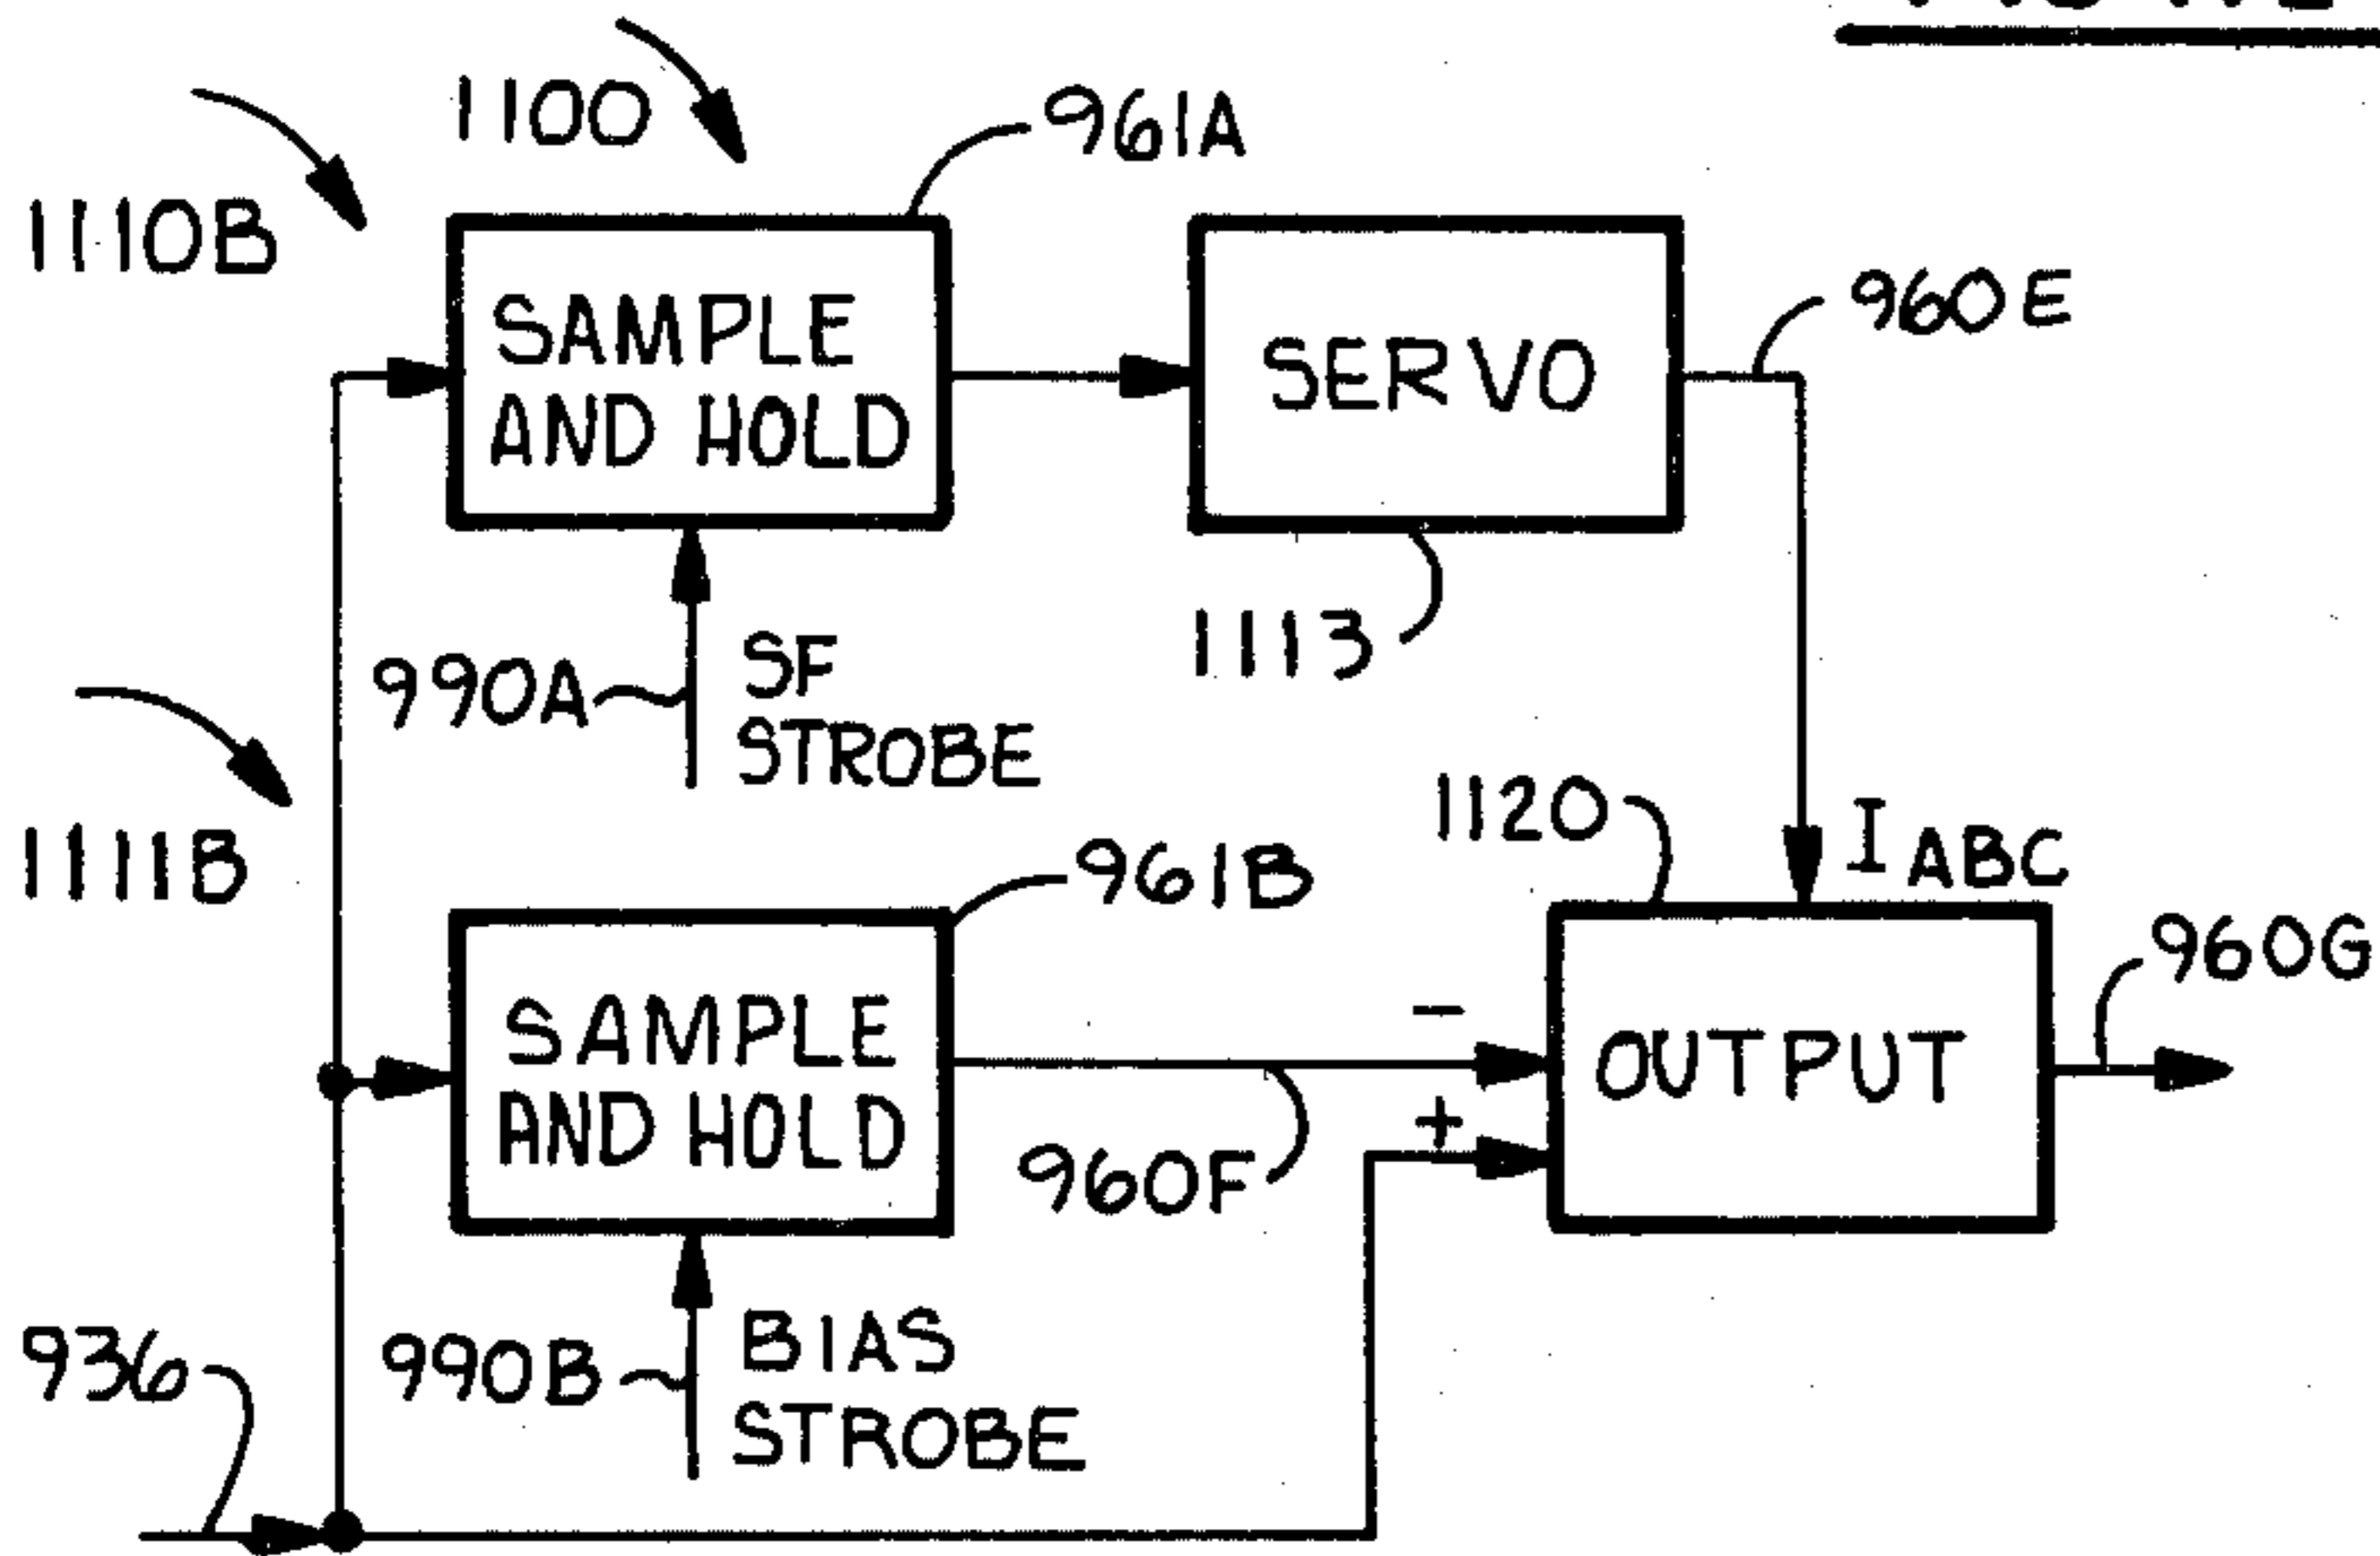 1100
961A
1110B
SAMPLE
AND HOLD
SERVO
960E
1113
990A
SF
STROBE
1120
I ABC
1111B
961B
960G
SAMPLE
AND HOLD
-
OUTPUT
+
960F
936
990B
BIAS
STROBE